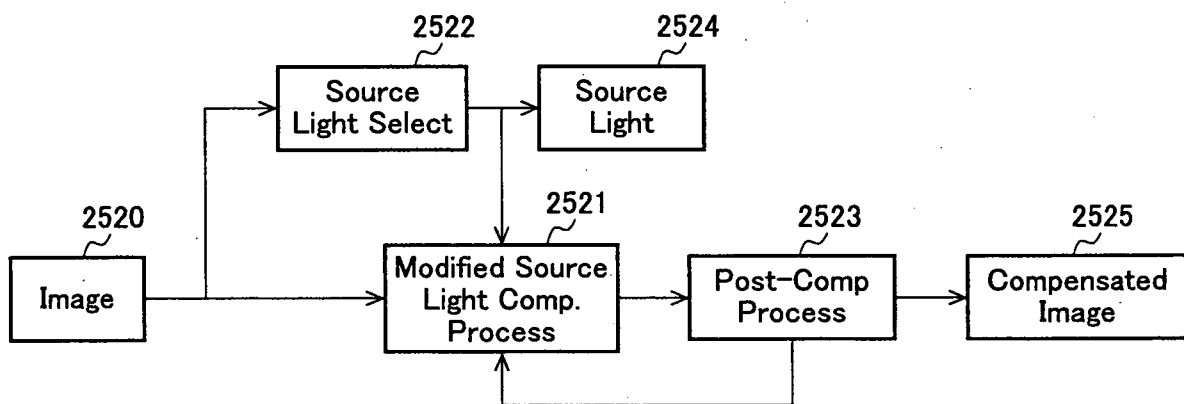 2522
2524
Source
Light Select
Source
Light
2520
2521
2523
2525
Image
Modified Source
Light Comp.
Process
Post-Comp
Process
Compensated
Image